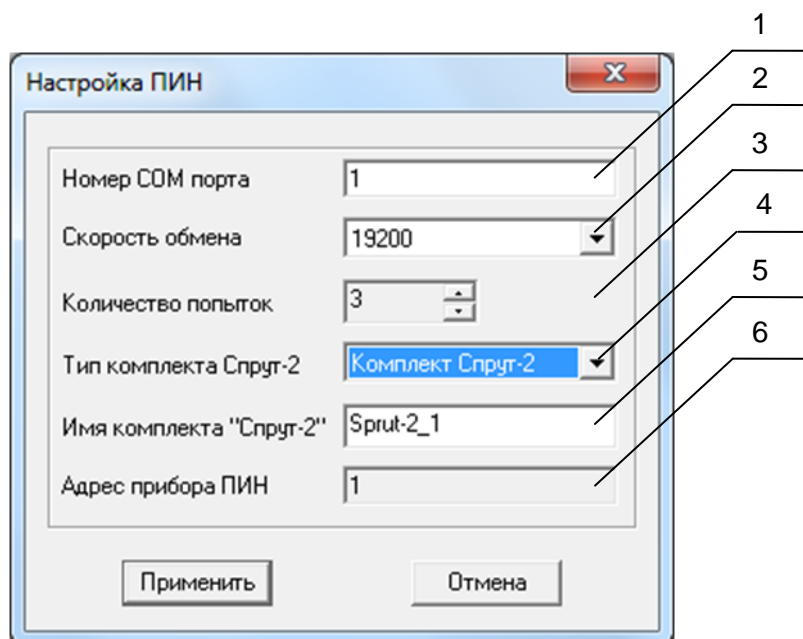 1
Настройка ПИН
2
3
Номер COM порта 1
4
Скорость обмена 19200
5
Количество попыток 3
6
Тип комплекта Спрут-2 Комплект Спрут-2
Имя комплекта "Спрут-2" Sprut-2_1
Адрес прибора ПИН 1
Применить Отмена